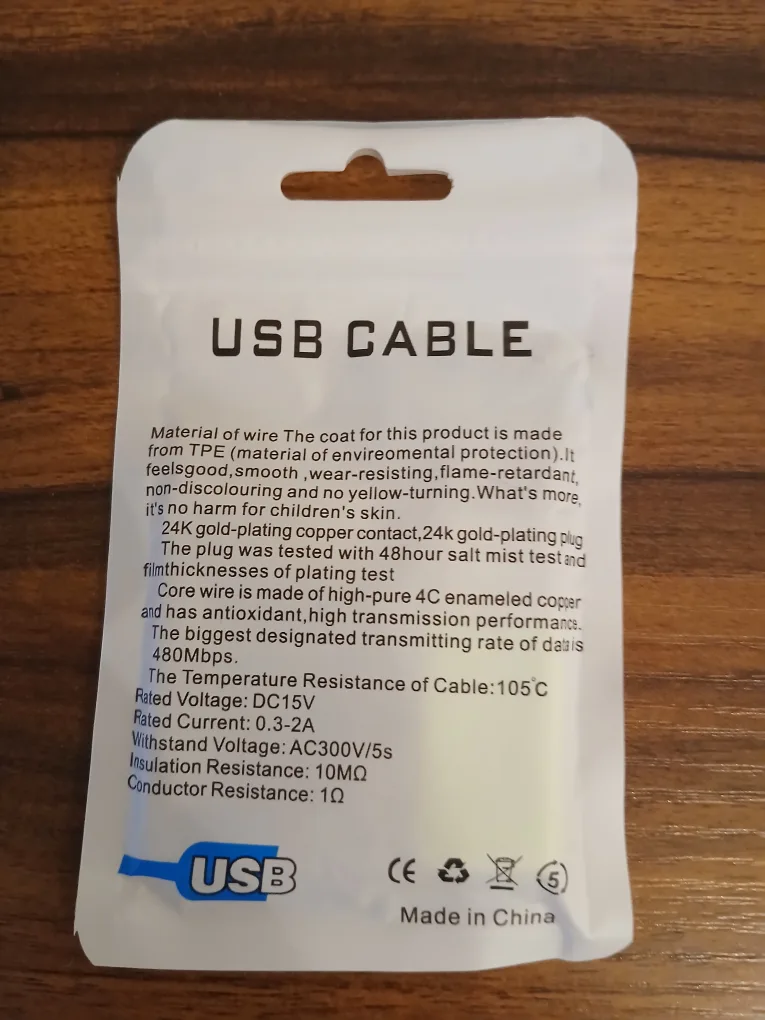 USB CABLE
Material of wire The coat for this product is made
from TPE (material of envireomental protection).It
feelsgood,smooth ,wear-resisting,flame-retardant,
non-discolouring and no yellow-turning.What's more,
it's no harm for children's skin.
24K gold-plating copper contact,24k gold-plating plug
The plug was tested with 48hour salt mist test and
filmthicknesses of plating test
Core wire is made of high-pure 4C enameled copper
and has antioxidant,high transmission performance.
The biggest designated transmitting rate of data is
480Mbps.
The Temperature Resistance of Cable:105°C
Rated Voltage: DC15V
Rated Current: 0.3-2A
Withstand Voltage: AC300V/5s
Insulation Resistance: 10MΩ
Conductor Resistance: 1Ω
USB
CE
5
Made in China